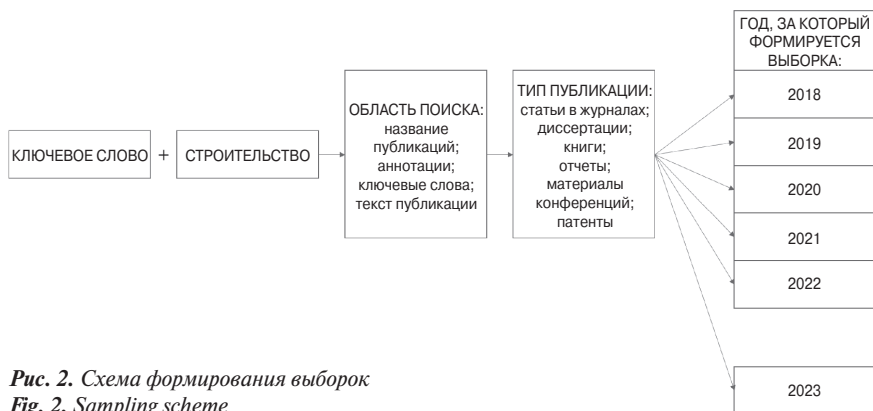 КЛЮЧЕВОЕ СЛОВО
+
СТРОИТЕЛЬСТВО
ОБЛАСТЬ ПОИСКА:
название
публикаций;
аннотации;
ключевые слова;
текст публикации
ТИП ПУБЛИКАЦИИ:
статьи в журналах;
диссертации;
книги;
отчеты;
материалы
конференций;
патенты
ГОД, ЗА КОТОРЫЙ
ФОРМИРУЕТСЯ
ВЫБОРКА:
2018
2019
2020
2021
2022
2023
Рис. 2. Схема формирования выборок
Fig. 2. Sampling scheme